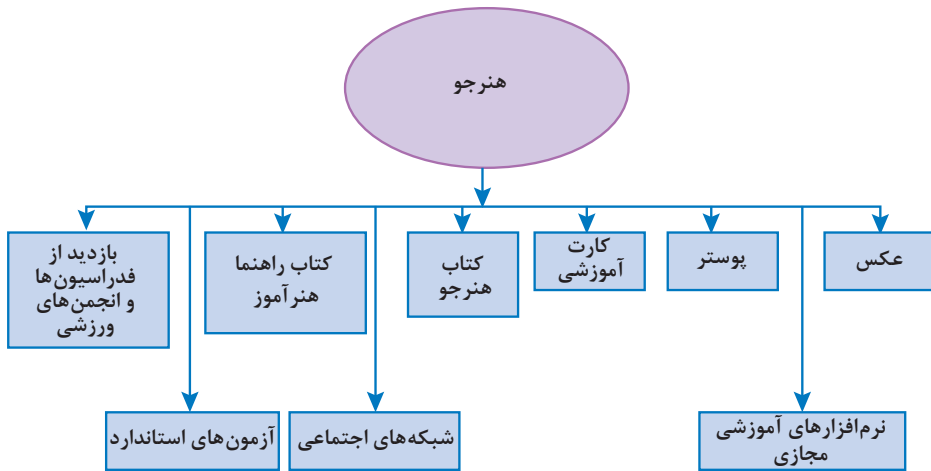 هنرجو
عکس
پوستر
کارت
آموزشی
کتاب
هنرجو
کتاب راهنما
هنرآموز
بازدید از
فدراسیون‌ها
و انجمن‌های
ورزشی
نرم‌افزارهای آموزشی
مجازی
شبکه‌های اجتماعی
آزمون‌های استاندارد